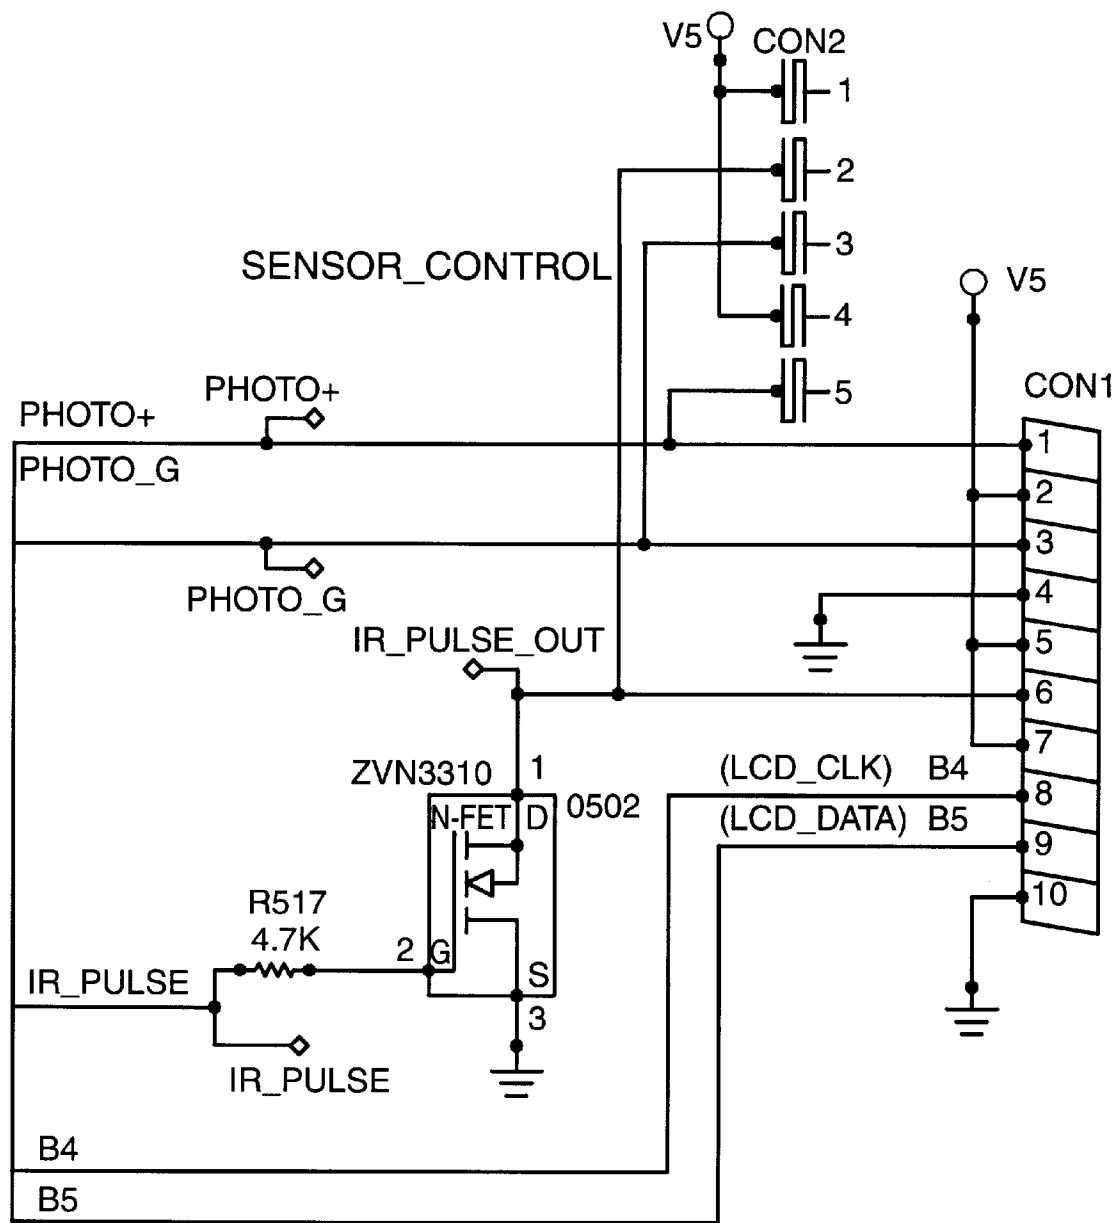 V5
CON2
1
2
3
SENSOR_CONTROL
4
V5
5
CON1
PHOTO+
PHOTO+
PHOTO_G
PHOTO_G
1
2
3
4
5
6
7
8
9
10
IR_PULSE_OUT
ZVN3310
1
0502
N-FET D
(LCD_CLK) B4
(LCD_DATA) B5
R517
4.7K
2
G
S
3
IR_PULSE
IR_PULSE
B4
B5